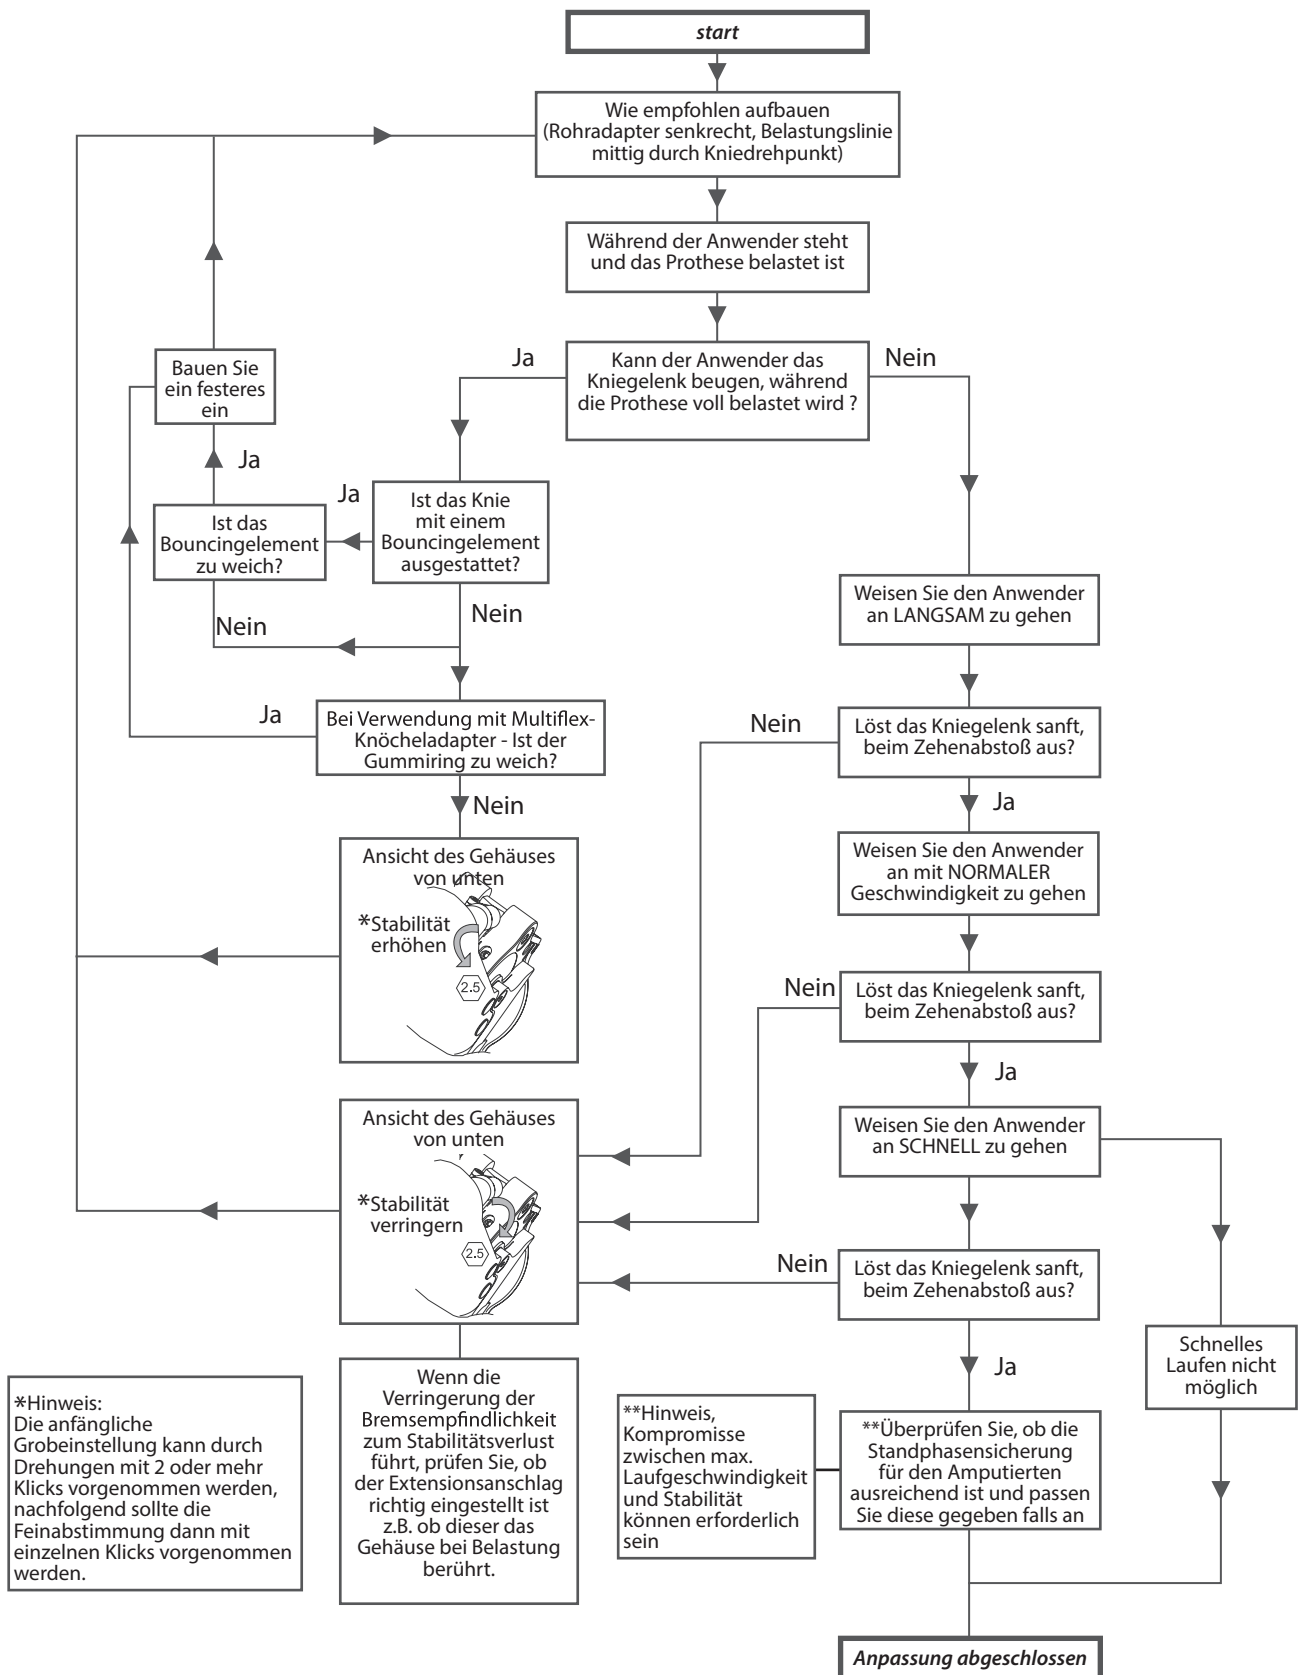 start
Wie empfohlen aufbauen
(Rohradapter senkrecht, Belastungslinie
mittig durch Kniedrehpunkt)
Während der Anwender steht
und das Prothese belastet ist
Kann der Anwender das
Kniegelenk beugen, während
die Prothese voll belastet wird ?
Ja
Nein
Bauen Sie
ein festeres
ein
Ja
Ist das
Bouncingelement
zu weich?
Ja
Ist das Knie
mit einem
Bouncingelement
ausgestattet?
Nein
Nein
Ja
Bei Verwendung mit Multiflex-
Knöcheladapter - Ist der
Gummiring zu weich?
Nein
Ansicht des Gehäuses
von unten
*Stabilität
erhöhen
2.5
Ansicht des Gehäuses
von unten
*Stabilität
verringern
2.5
Wenn die
Verringerung der
Bremsempfindlichkeit
zum Stabilitätsverlust
führt, prüfen Sie, ob
der Extensionsanschlag
richtig eingestellt ist
z.B. ob dieser das
Gehäuse bei Belastung
berührt.
Weisen Sie den Anwender
an LANGSAM zu gehen
Nein
Löst das Kniegelenk sanft,
beim Zehenabstoß aus?
Ja
Weisen Sie den Anwender
an mit NORMALER
Geschwindigkeit zu gehen
Nein
Löst das Kniegelenk sanft,
beim Zehenabstoß aus?
Ja
Weisen Sie den Anwender
an SCHNELL zu gehen
Nein
Löst das Kniegelenk sanft,
beim Zehenabstoß aus?
Ja
Schnelles
Laufen nicht
möglich
*Hinweis:
Die anfängliche
Grobeinstellung kann durch
Drehungen mit 2 oder mehr
Klicks vorgenommen werden,
nachfolgend sollte die
Feinabstimmung dann mit
einzelnen Klicks vorgenommen
werden.
**Hinweis,
Kompromisse
zwischen max.
Laufgeschwindigkeit
und Stabilität
können erforderlich
sein
**Überprüfen Sie, ob die
Standphasensicherung
für den Amputierten
ausreichend ist und passen
Sie diese gegeben falls an
Anpassung abgeschlossen